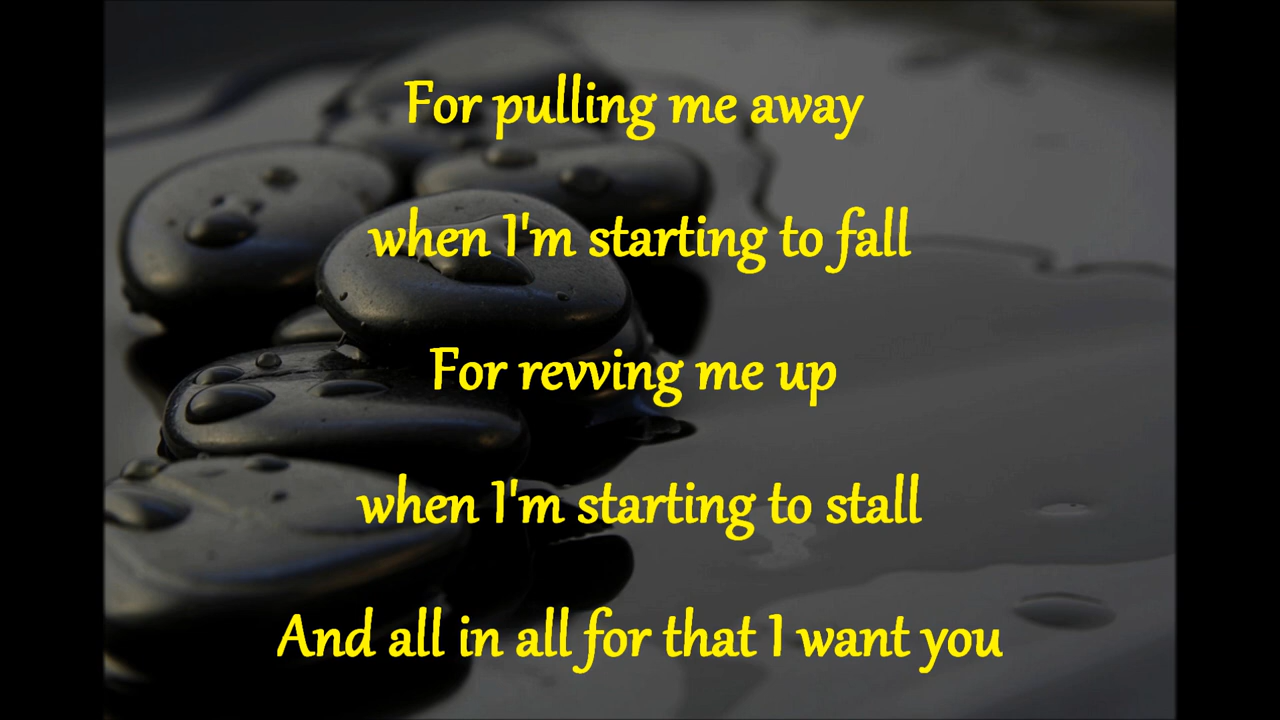 For pulling me away
when I'm starting to fall
For revving me up
when I'm starting to stall
And all in all for that I want you